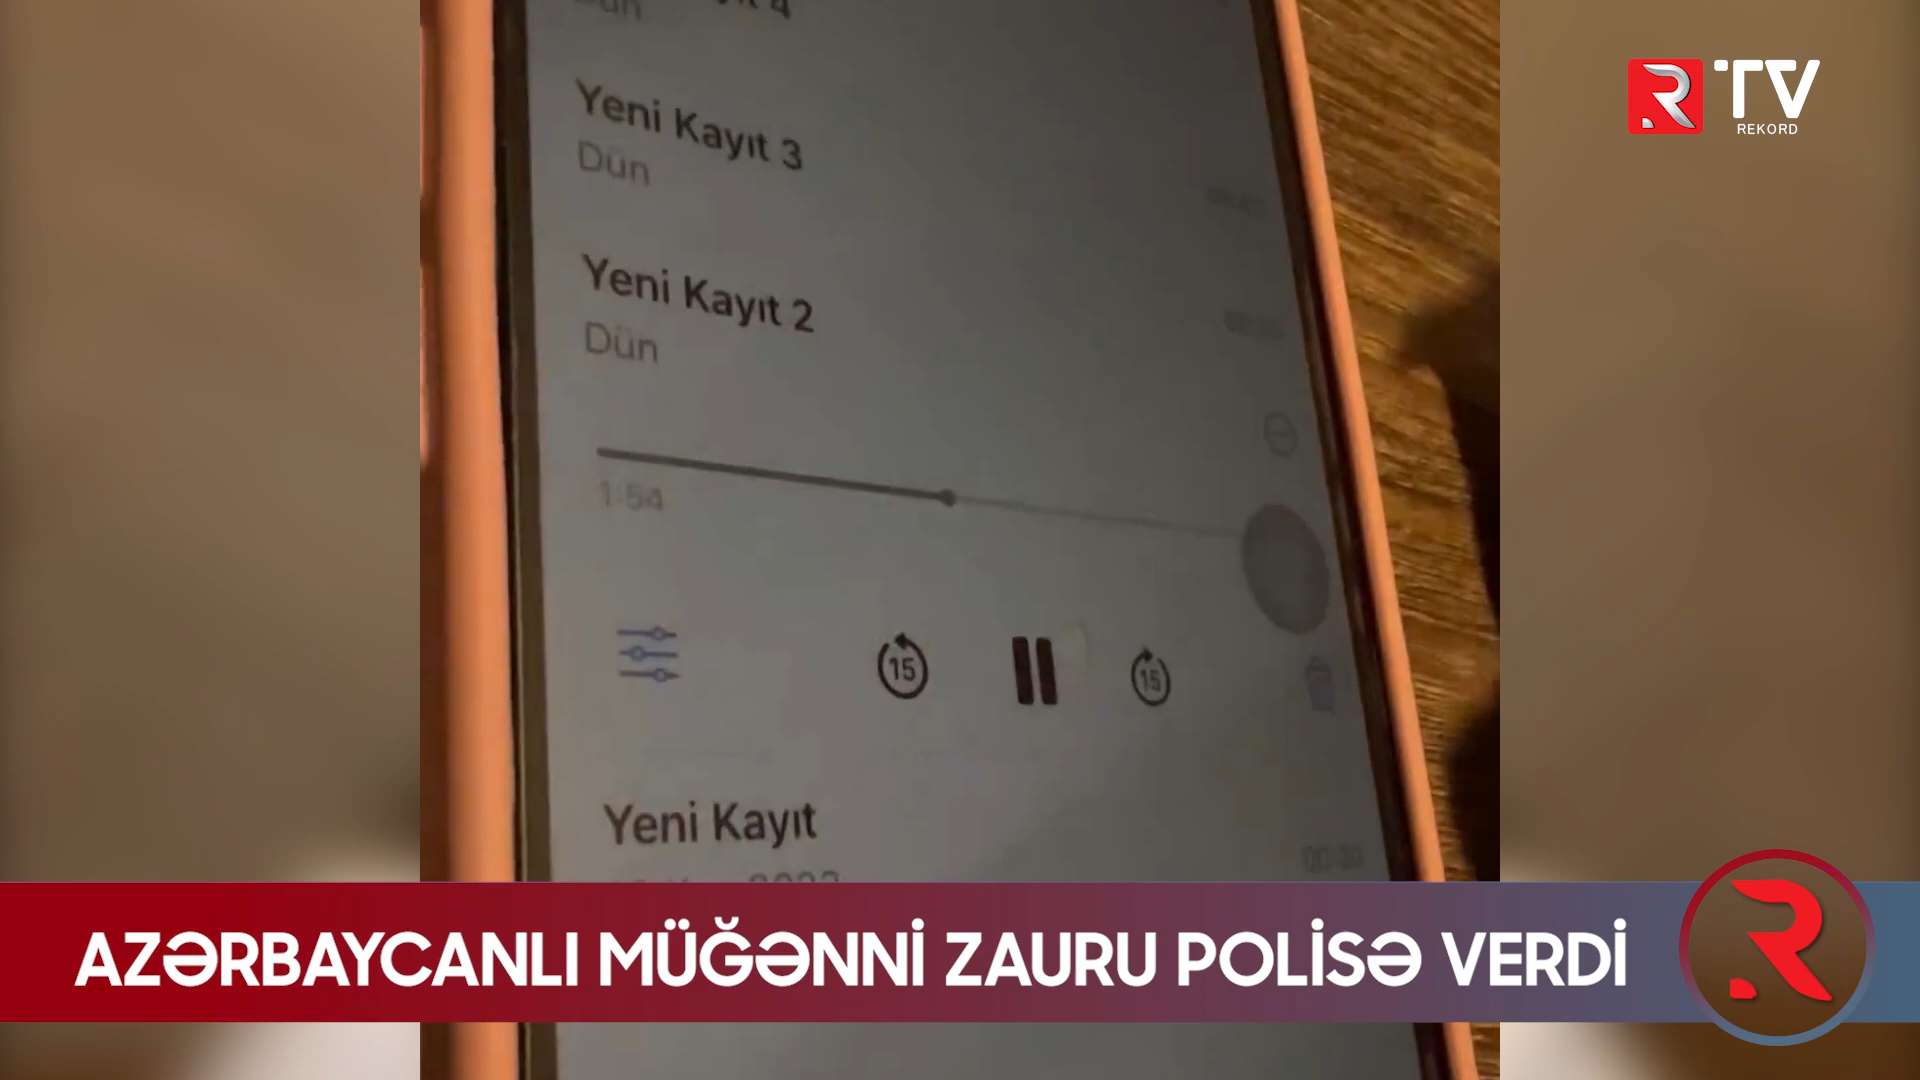 TV
REKORD
Yeni Kayıt 3
Dün
Yeni Kayıt 2
Dün
1:54
15
15
Yeni Kayıt
AZƏRBAYCANLI MÜĞƏNNİ ZAURU POLİSƏ VERDİ